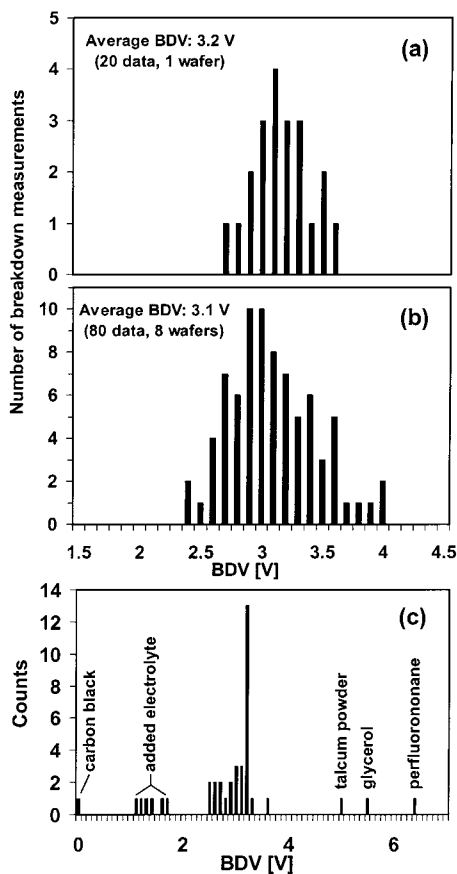 5
Average BDV: 3.2 V
(20 data, 1 wafer)
(a)
4
3
2
1
0
Number of breakdown measurements
Average BDV: 3.1 V
(80 data, 8 wafers)
(b)
10
8
6
4
2
0
1.5 2 2.5 3 3.5 4 4.5
BDV [V]
14
(c)
12
10
8
6
4
2
0
Counts
carbon black
added electrolyte
talcum powder
glycerol
perfluorononane
0 2 4 6
BDV [V]